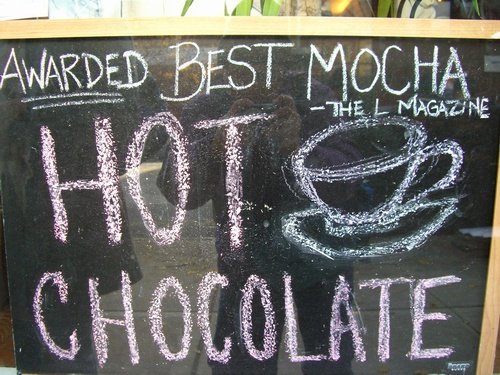 AWARDED BEST MOCHA
- THE L MAGAZINE
HOT
CHOCOLATE